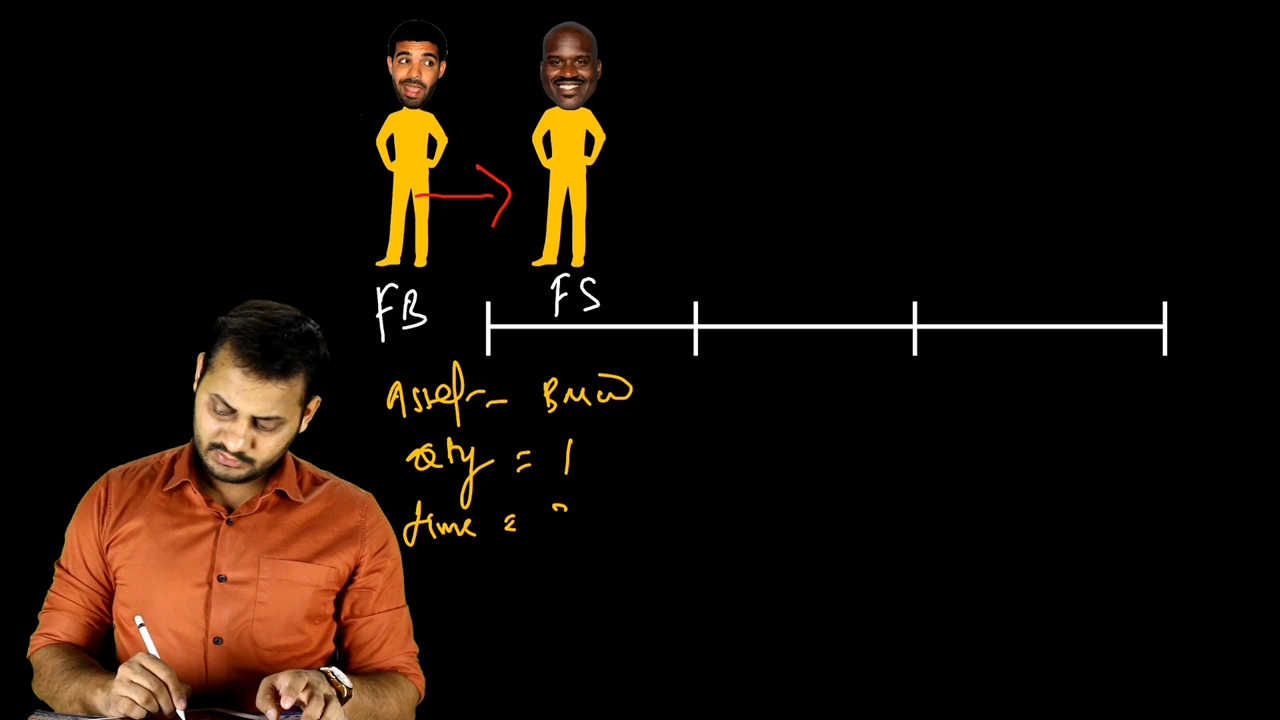 FB
FS
Asset - BMW
Qty = 1
time =